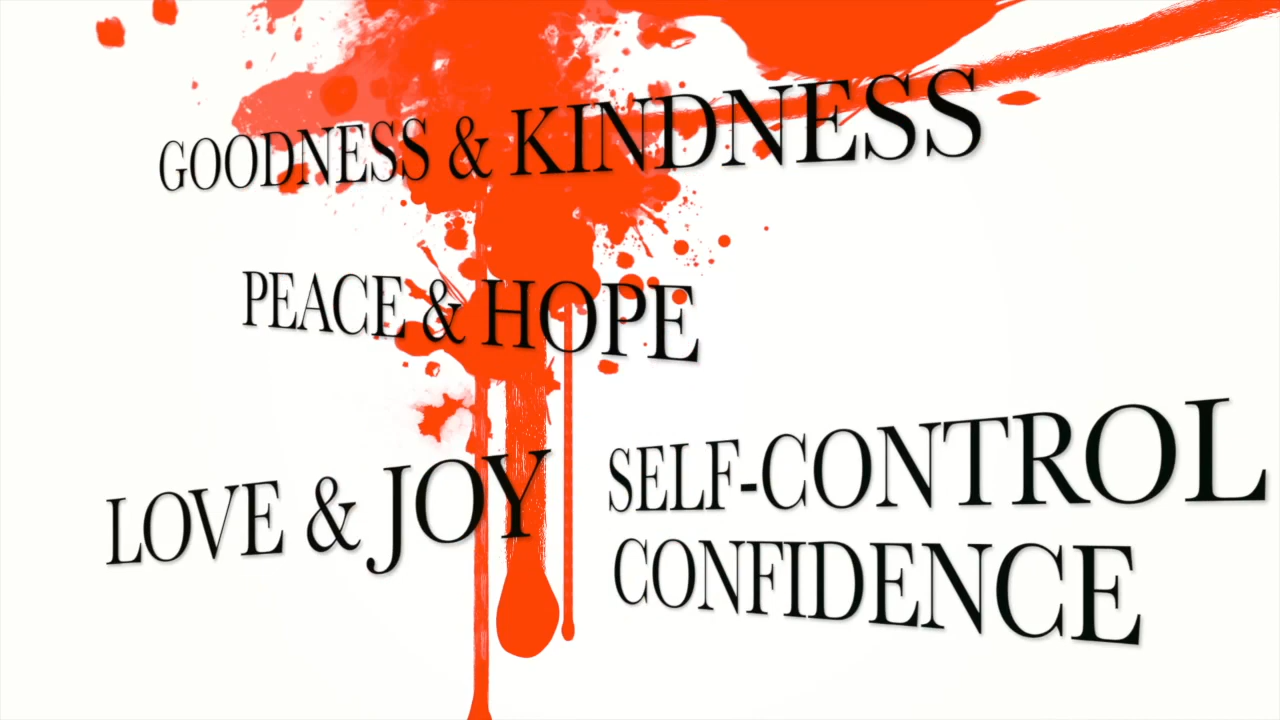 GOODNESS & KINDNESS
PEACE & HOPE
LOVE & JOY
SELF-CONTROL
CONFIDENCE